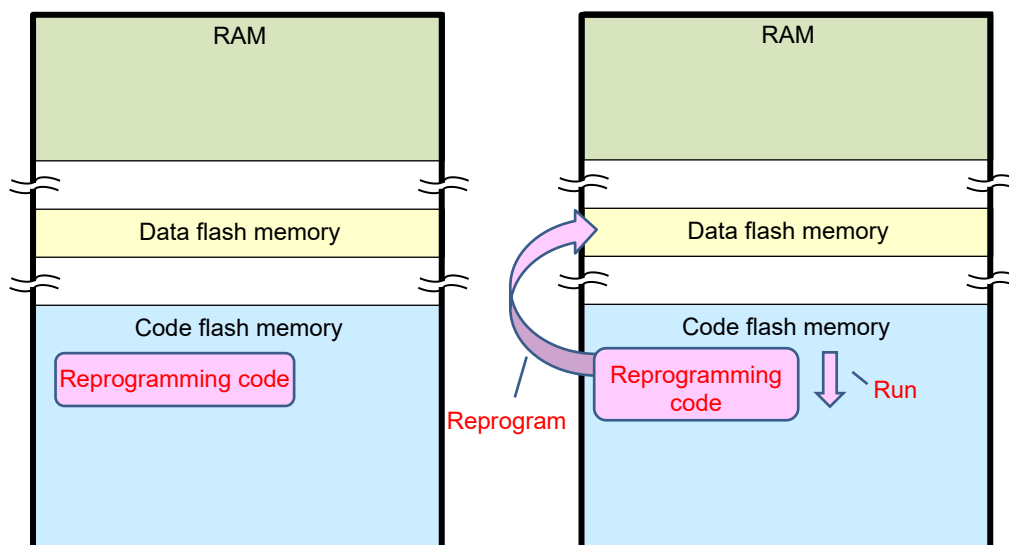 RAM
Data flash memory
Code flash memory
Reprogramming code
RAM
Data flash memory
Code flash memory
Reprogramming
code
Run
Reprogram